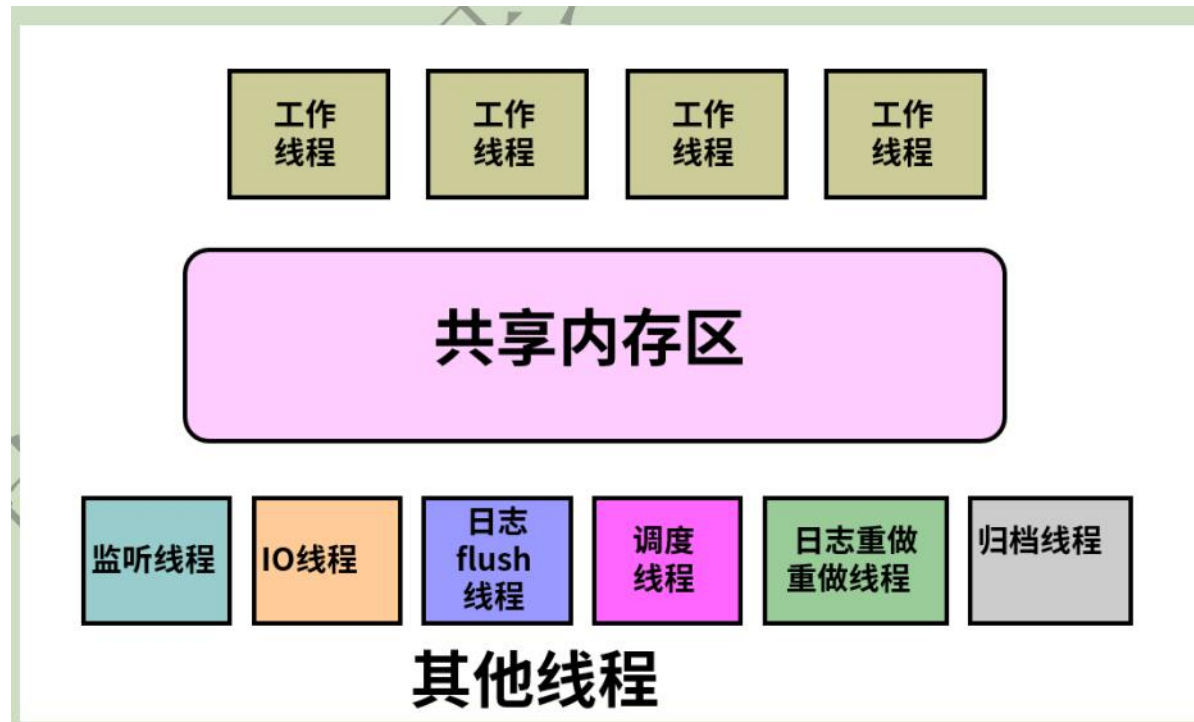 工作 工作 工作 工作
线程 线程 线程 线程
共享内存区
监听线程
IO线程
日志
flush
线程
调度
线程
日志重做
重做线程
归档线程
其他线程